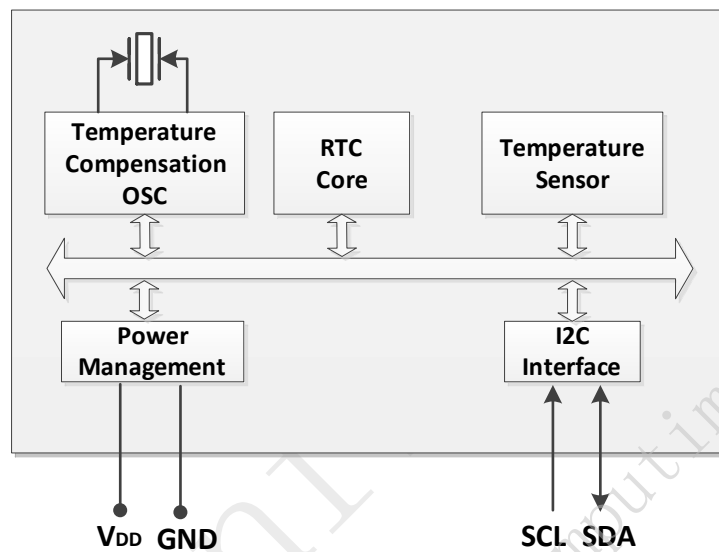 Temperature
Compensation
OSC
RTC
Core
Temperature
Sensor
Power
Management
I2C
Interface
VDD GND
SCL SDA